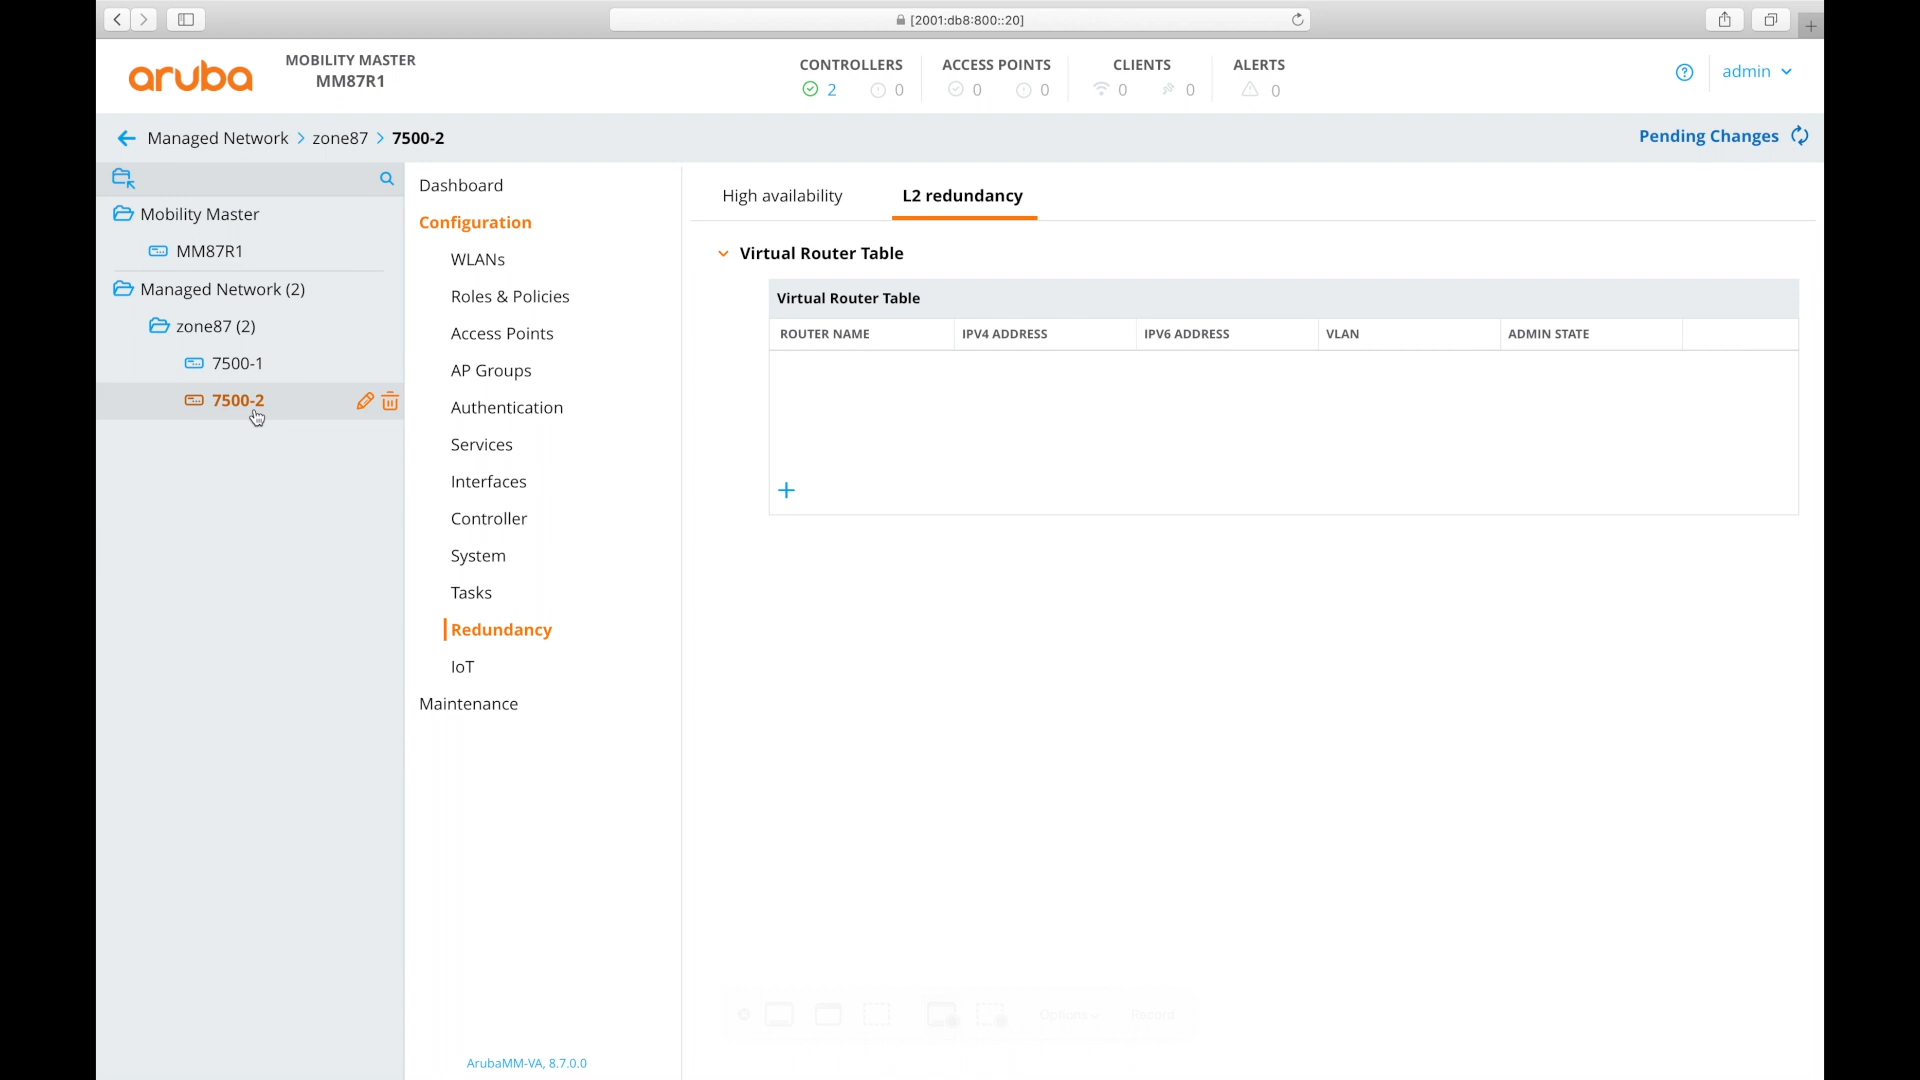 [2001:db8:800::20]
aruba
MOBILITY MASTER
MM87R1
CONTROLLERS
2
0
ACCESS POINTS
0
0
CLIENTS
0
0
ALERTS
0
admin
Managed Network > zone87 > 7500-2
Pending Changes
Mobility Master
MM87R1
Managed Network (2)
zone87 (2)
7500-1
7500-2
Dashboard
Configuration
WLANs
Roles & Policies
Access Points
AP Groups
Authentication
Services
Interfaces
Controller
System
Tasks
Redundancy
IoT
Maintenance
ArubaMM-VA, 8.7.0.0
High availability
L2 redundancy
Virtual Router Table
Virtual Router Table
ROUTER NAME
IPV4 ADDRESS
IPV6 ADDRESS
VLAN
ADMIN STATE
Options
Record